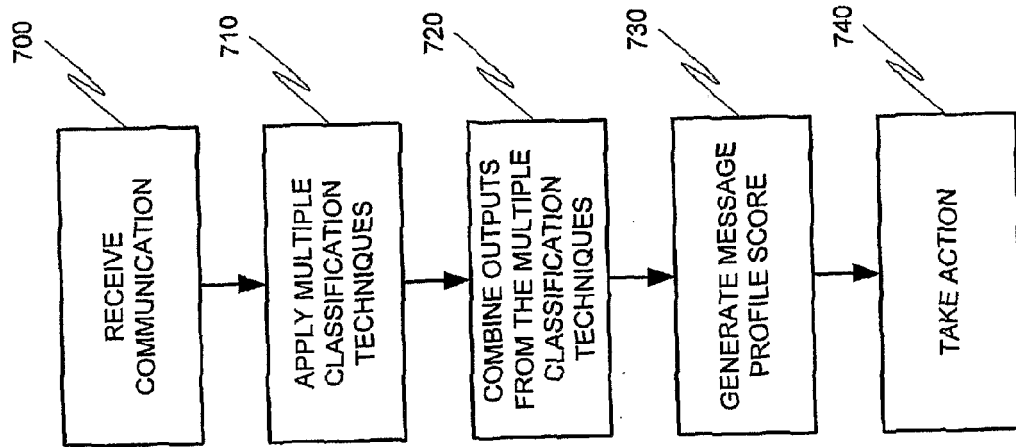 700
RECEIVE
COMMUNICATION
710
APPLY MULTIPLE
CLASSIFICATION
TECHNIQUES
720
COMBINE OUTPUTS
FROM THE MULTIPLE
CLASSIFICATION
TECHNIQUES
730
GENERATE MESSAGE
PROFILE SCORE
740
TAKE ACTION